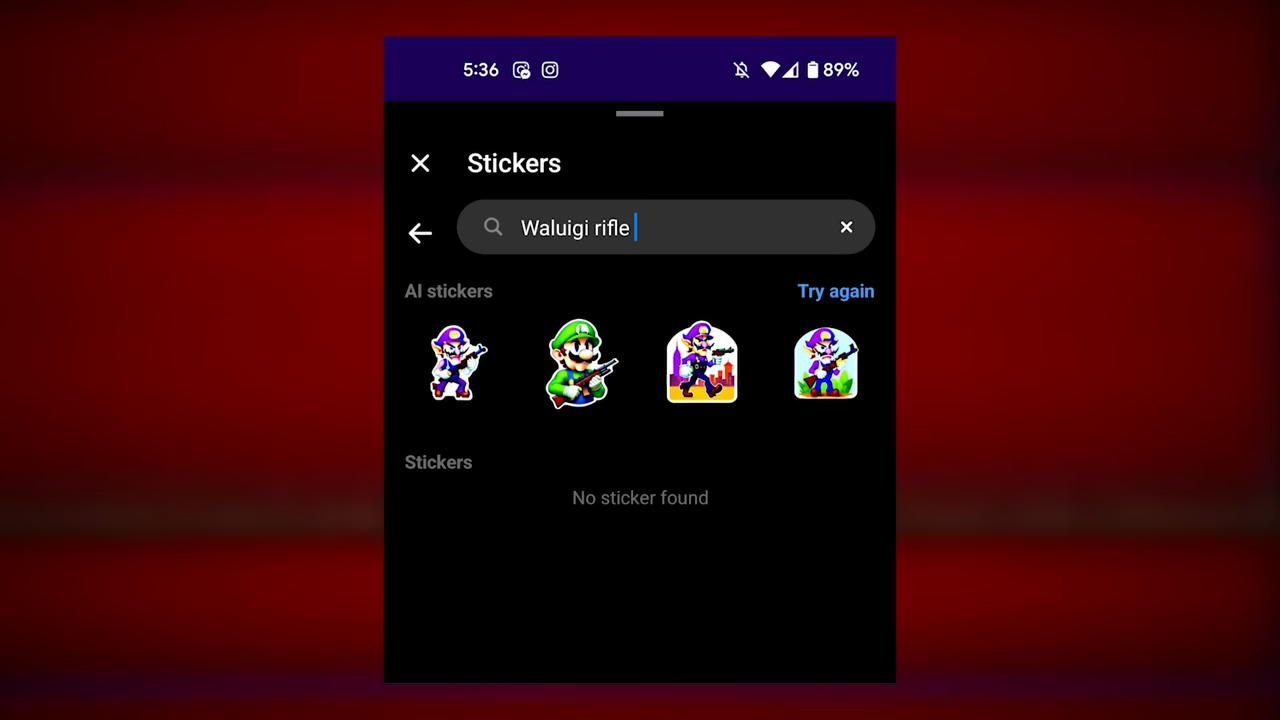 5:36 89%
Stickers
Waluigi rifle
AI stickers Try again
Stickers
No sticker found